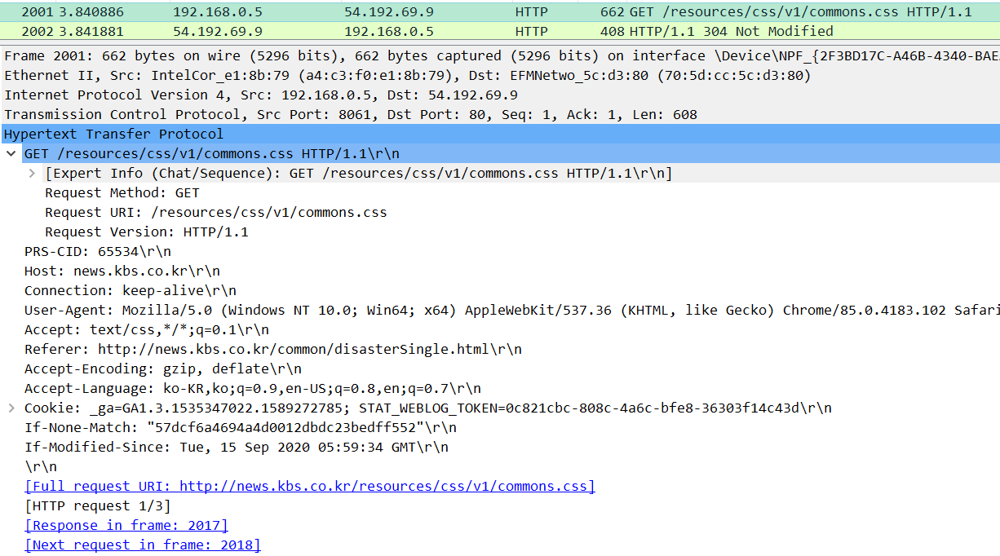 2001 3.840886 192.168.0.5 54.192.69.9 HTTP 662 GET /resources/css/v1/commons.css HTTP/1.1
2002 3.841881 54.192.69.9 192.168.0.5 HTTP 408 HTTP/1.1 304 Not Modified
Frame 2001: 662 bytes on wire (5296 bits), 662 bytes captured (5296 bits) on interface \Device\NPF_{2F3BD17C-A46B-4340-BAE
Ethernet II, Src: IntelCor_e1:8b:79 (a4:c3:f0:e1:8b:79), Dst: EFMNetwo_5c:d3:80 (70:5d:cc:5c:d3:80)
Internet Protocol Version 4, Src: 192.168.0.5, Dst: 54.192.69.9
Transmission Control Protocol, Src Port: 8061, Dst Port: 80, Seq: 1, Ack: 1, Len: 608
Hypertext Transfer Protocol
GET /resources/css/v1/commons.css HTTP/1.1\r\n
[Expert Info (Chat/Sequence): GET /resources/css/v1/commons.css HTTP/1.1\r\n]
Request Method: GET
Request URI: /resources/css/v1/commons.css
Request Version: HTTP/1.1
PRS-CID: 65534\r\n
Host: news.kbs.co.kr\r\n
Connection: keep-alive\r\n
User-Agent: Mozilla/5.0 (Windows NT 10.0; Win64; x64) AppleWebKit/537.36 (KHTML, like Gecko) Chrome/85.0.4183.102 Safari
Accept: text/css,*/*;q=0.1\r\n
Referer: http://news.kbs.co.kr/common/disasterSingle.html\r\n
Accept-Encoding: gzip, deflate\r\n
Accept-Language: ko-KR,ko;q=0.9,en-US;q=0.8,en;q=0.7\r\n
Cookie: _ga=GA1.3.1535347022.1589272785; STAT_WEBLOG_TOKEN=0c821cbc-808c-4a6c-bfe8-36303f14c43d\r\n
If-None-Match: "57dcf6a4694a4d0012dbdc23bedff552"\r\n
If-Modified-Since: Tue, 15 Sep 2020 05:59:34 GMT\r\n
\r\n
[Full request URI: http://news.kbs.co.kr/resources/css/v1/commons.css]
[HTTP request 1/3]
[Response in frame: 2017]
[Next request in frame: 2018]